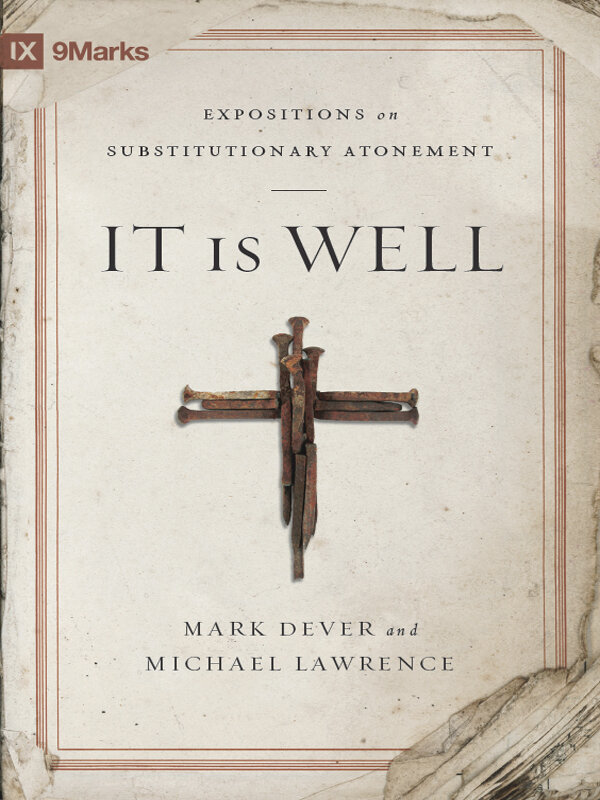 IX 9Marks
EXPOSITIONS on
SUBSTITUTIONARY ATONEMENT
IT IS WELL
MARK DEVER and
MICHAEL LAWRENCE